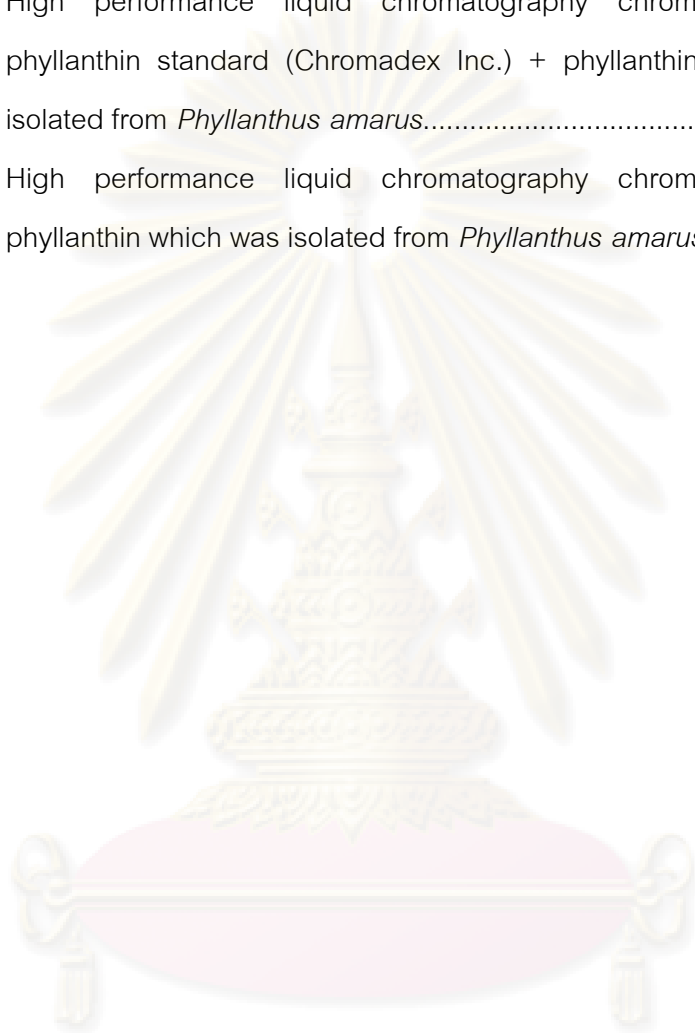 High performance liquid chromatography chrom
phyllanthin standard (Chromadex Inc.) + phyllanthin
isolated from Phyllanthus amarus...................................
High performance liquid chromatography chrom
phyllanthin which was isolated from Phyllanthus amarus